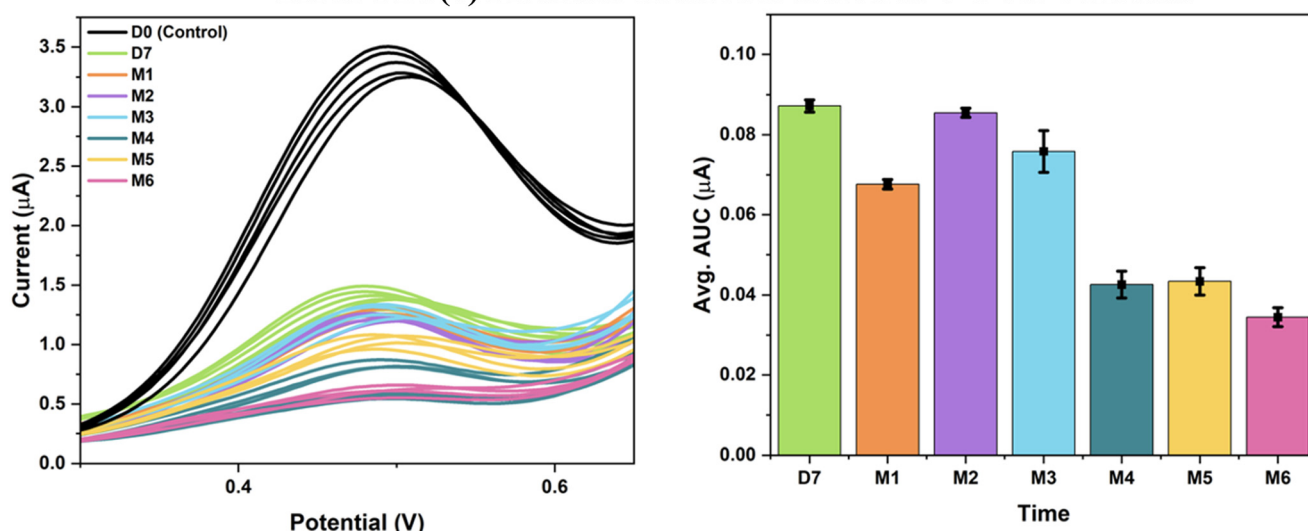 3.5
3.0
2.5
2.0
1.5
1.0
0.5
0.0
Current (μA)
D0 (Control)
D7
M1
M2
M3
M4
M5
M6
0.4
0.6
Potential (V)
0.10
0.08
0.06
0.04
0.02
0.00
Avg. AUC (μA)
D7
M1
M2
M3
M4
M5
M6
Time